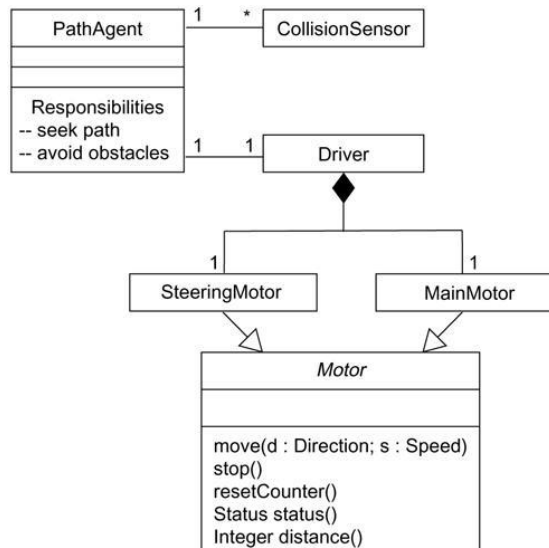 PathAgent
1
*
CollisionSensor
Responsibilities
-- seek path
-- avoid obstacles
1
1
Driver
1
1
SteeringMotor
MainMotor
Motor
move(d : Direction; s : Speed)
stop()
resetCounter()
Status status()
Integer distance()